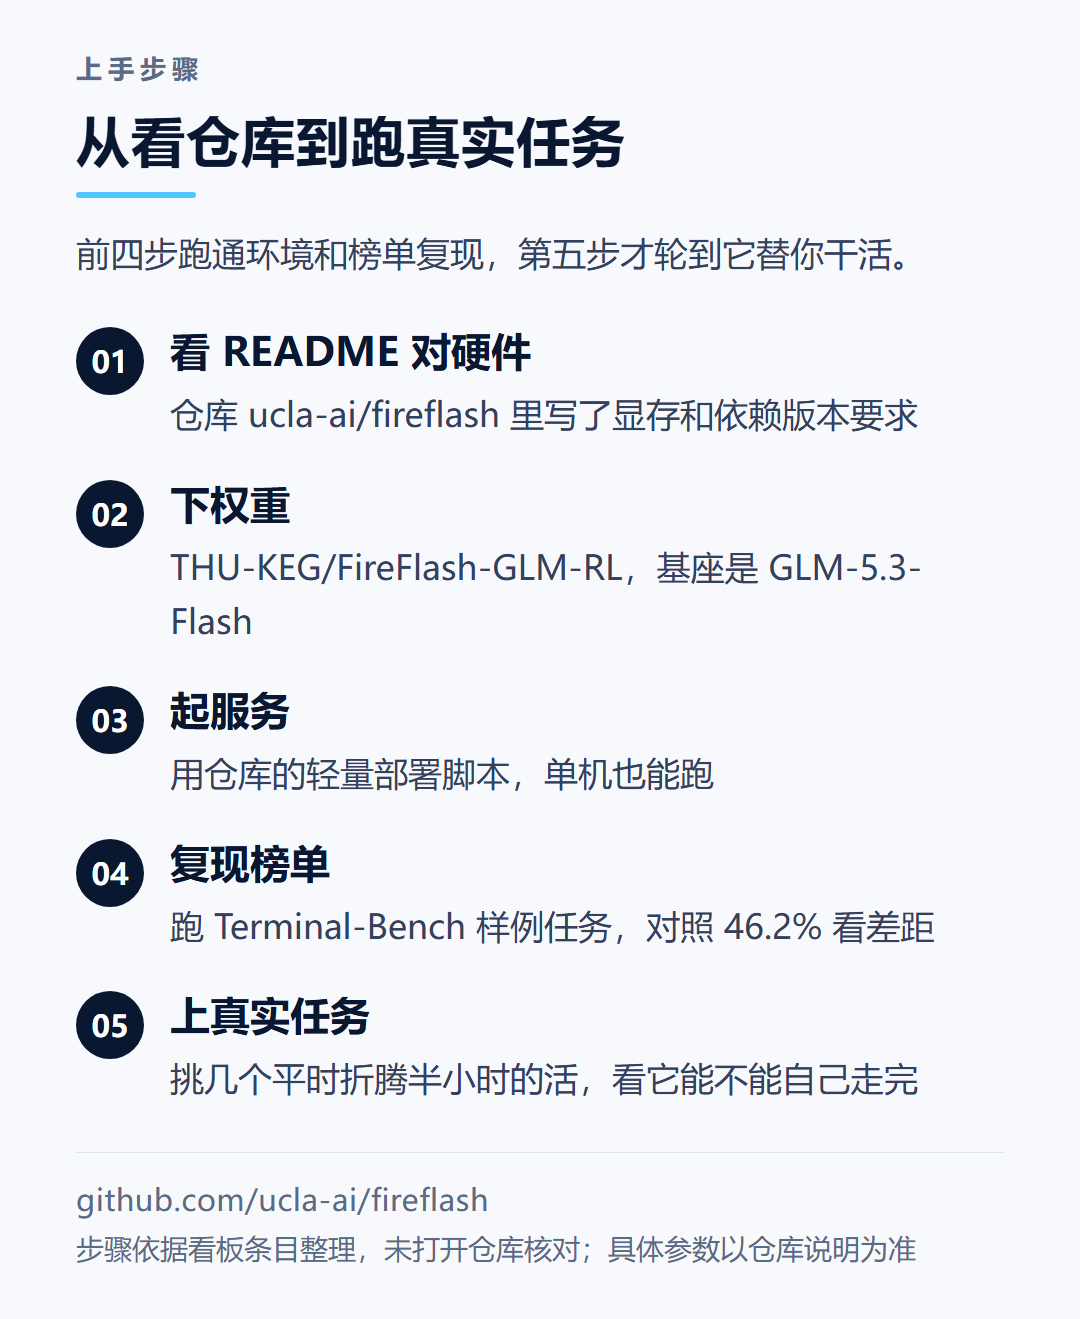 上手步骤
从看仓库到跑真实任务
前四步跑通环境和榜单复现，第五步才轮到它替你干活。
01
看 README 对硬件
仓库 ucla-ai/fireflash 里写了显存和依赖版本要求
02
下权重
THU-KEG/FireFlash-GLM-RL，基座是 GLM-5.3-
Flash
03
起服务
用仓库的轻量部署脚本，单机也能跑
04
复现榜单
跑 Terminal-Bench 样例任务，对照 46.2% 看差距
05
上真实任务
挑几个平时折腾半小时的活，看它能不能自己走完
github.com/ucla-ai/fireflash
步骤依据看板条目整理，未打开仓库核对；具体参数以仓库说明为准